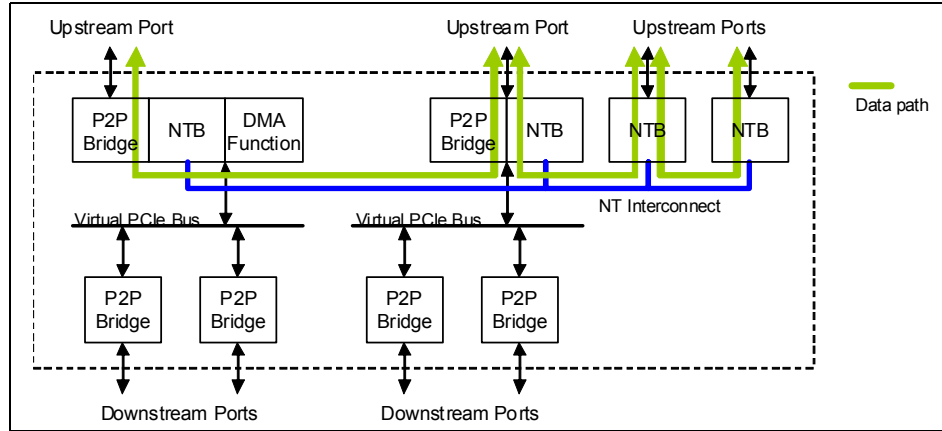 Upstream Port
Upstream Port
Upstream Ports
Data path
P2P
Bridge
NTB
DMA
Function
P2P
Bridge
NTB
NTB
NTB
NT Interconnect
Virtual PCIe Bus
Virtual PCIe Bus
P2P
Bridge
P2P
Bridge
P2P
Bridge
P2P
Bridge
Downstream Ports
Downstream Ports